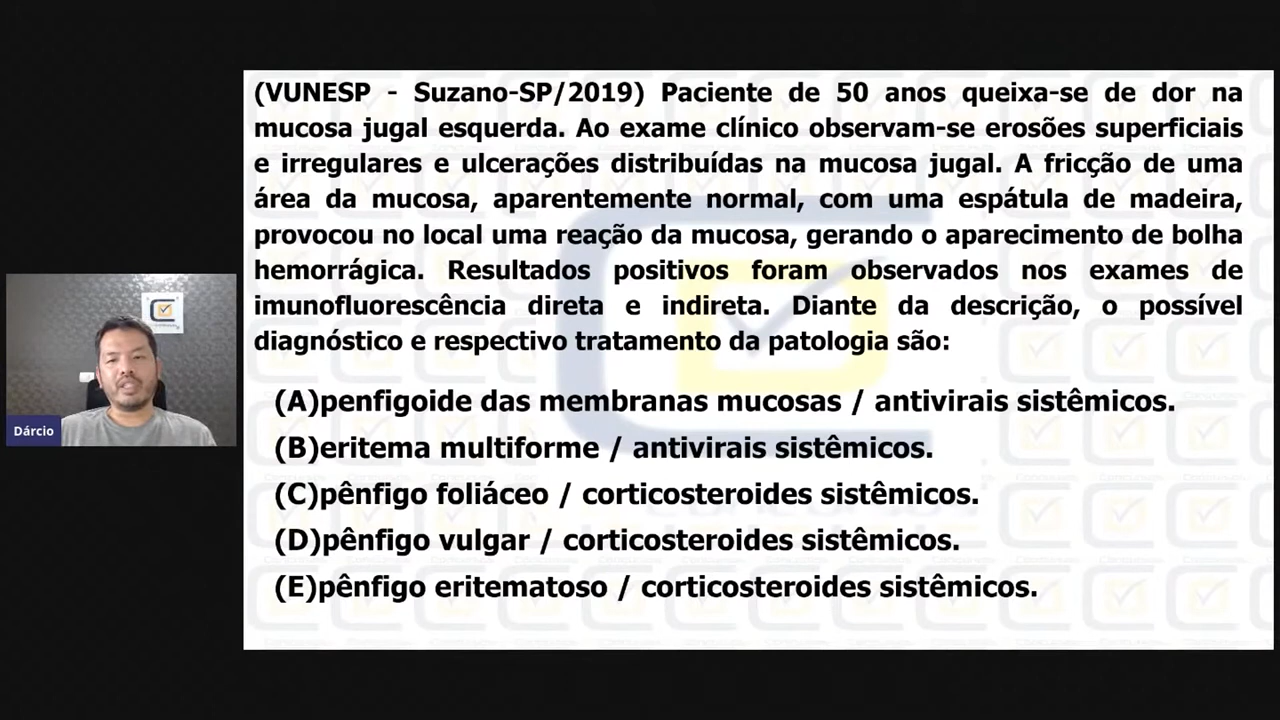 (VUNESP - Suzano-SP/2019) Paciente de 50 anos queixa-se de dor na
mucosa jugal esquerda. Ao exame clínico observam-se erosões superficiais
e irregulares e ulcerações distribuídas na mucosa jugal. A fricção de uma
área da mucosa, aparentemente normal, com uma espátula de madeira,
provocou no local uma reação da mucosa, gerando o aparecimento de bolha
hemorrágica. Resultados positivos foram observados nos exames de
imunofluorescência direta e indireta. Diante da descrição, o possível
diagnóstico e respectivo tratamento da patologia são:
(A)penfigoide das membranas mucosas / antivirais sistêmicos.
(B)eritema multiforme / antivirais sistêmicos.
(C)pênfigo foliáceo / corticosteroides sistêmicos.
(D)pênfigo vulgar / corticosteroides sistêmicos.
(E)pênfigo eritematoso / corticosteroides sistêmicos.
Dárcio